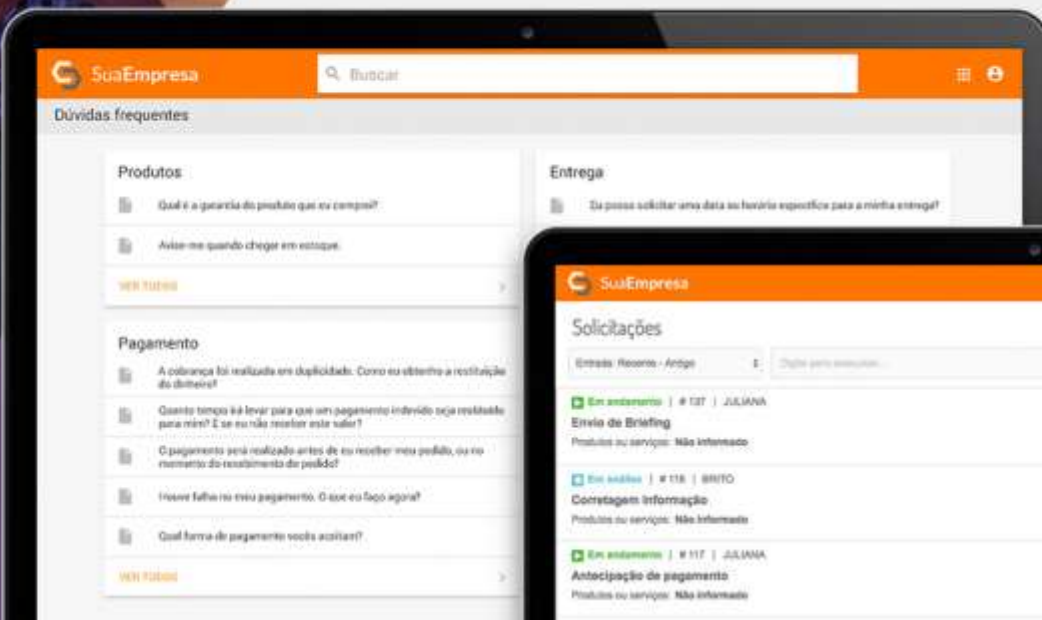 SuaEmpresa
Buscar
Dúvidas frequentes
Produtos
Qual é a garantia do produto que eu comprei?
Avise-me quando chegar em estoque.
VER TODOS
Entrega
Eu posso solicitar uma data ou horário específico para a minha entrega?
Pagamento
A cobrança foi realizada em duplicidade. Como eu obtenho a restituição
do dinheiro?
Quanto tempo irá levar para que um pagamento indevido seja restituído
para mim? E se eu não receber este valor?
O pagamento será realizado antes de eu receber meu pedido, ou no
momento do recebimento do pedido?
Houve falha no meu pagamento. O que eu faço agora?
Qual forma de pagamento vocês aceitam?
VER TODOS
SuaEmpresa
Solicitações
Entrada: Recente - Antigo
Digite para pesquisar...
Em andamento | #137 | JULIANA
Envio de Briefing
Produtos ou serviços: Não informado
Em análise | #118 | BRITO
Corretagem Informação
Produtos ou serviços: Não informado
Em andamento | #117 | JULIANA
Antecipação de pagamento
Produtos ou serviços: Não informado